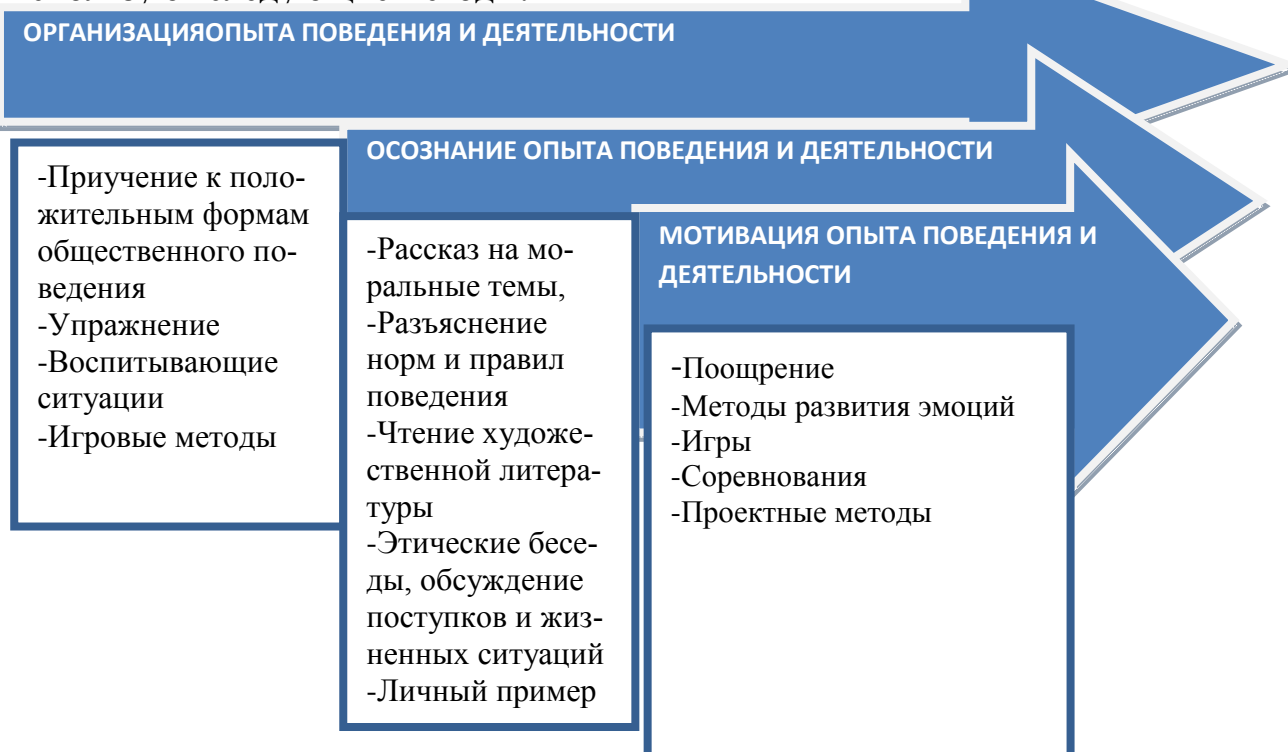 ОРГАНИЗАЦИЯОПЫТА ПОВЕДЕНИЯ И ДЕЯТЕЛЬНОСТИ
-Приучение к поло-
жительным формам
общественного по-
ведения
-Упражнение
-Воспитывающие
ситуации
-Игровые методы
ОСОЗНАНИЕ ОПЫТА ПОВЕДЕНИЯ И ДЕЯТЕЛЬНОСТИ
-Рассказ на мо-
ральные темы,
-Разъяснение
норм и правил
поведения
-Чтение художе-
ственной литера-
туры
-Этические бесе-
ды, обсуждение
поступков и жиз-
ненных ситуаций
-Личный пример
МОТИВАЦИЯ ОПЫТА ПОВЕДЕНИЯ И
ДЕЯТЕЛЬНОСТИ
-Поощрение
-Методы развития эмоций
-Игры
-Соревнования
-Проектные методы